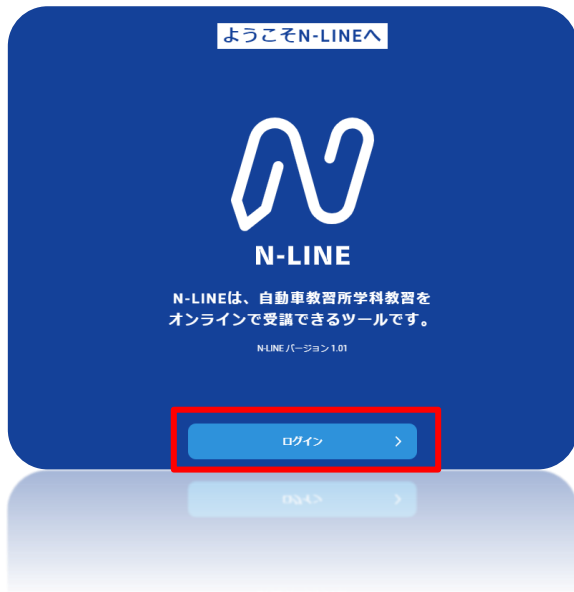 ようこそN-LINEへ
N-LINE
N-LINEは、自動車教習所学科教習を
オンラインで受講できるツールです。
N-LINE バージョン 1.01
ログイン